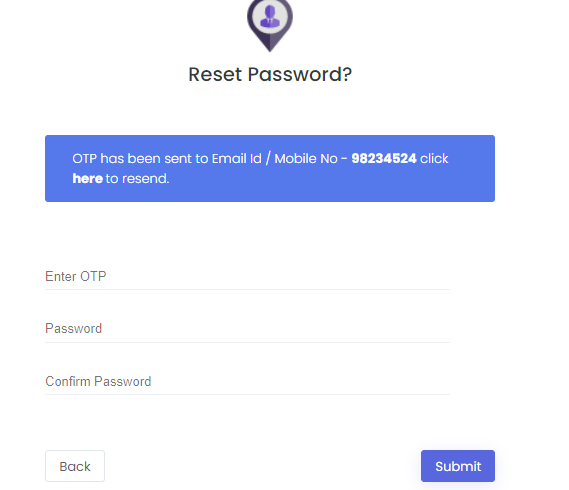 Reset Password?
OTP has been sent to Email Id / Mobile No - 98234524 click
here to resend.
Enter OTP
Password
Confirm Password
Back
Submit